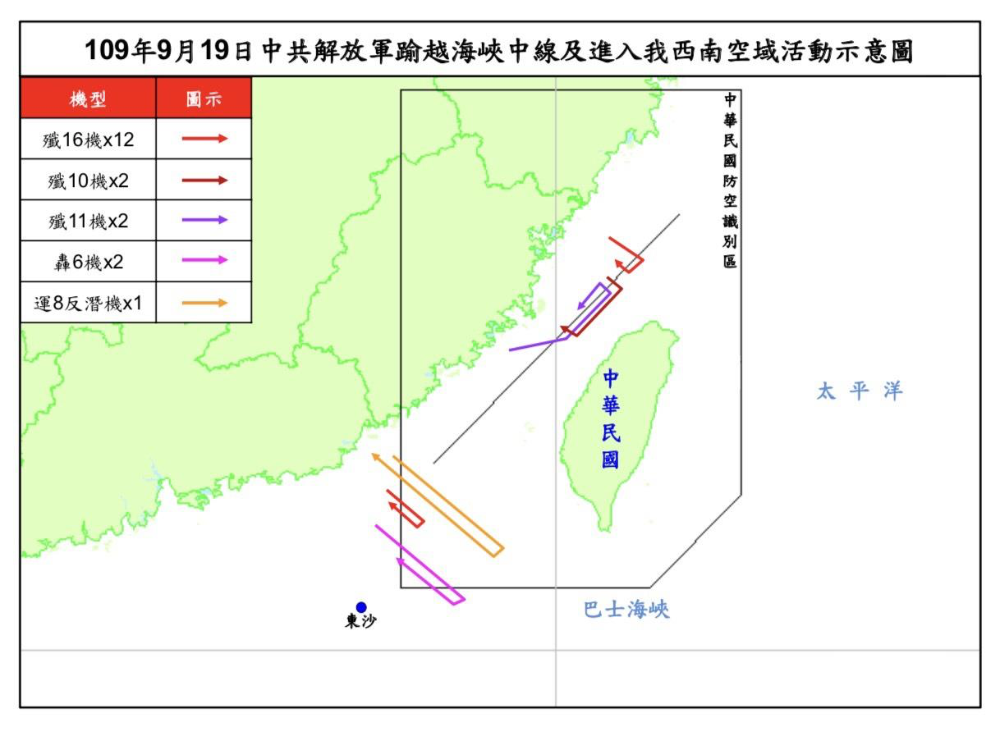 109年9月19日中共解放軍踰越海峽中線及進入我西南空域活動示意圖
機型 圖示
殲16機x12
殲10機x2
殲11機x2
轟6機x2
運8反潛機x1
中華民國防空識別區
中華民國
太平洋
巴士海峽
東沙